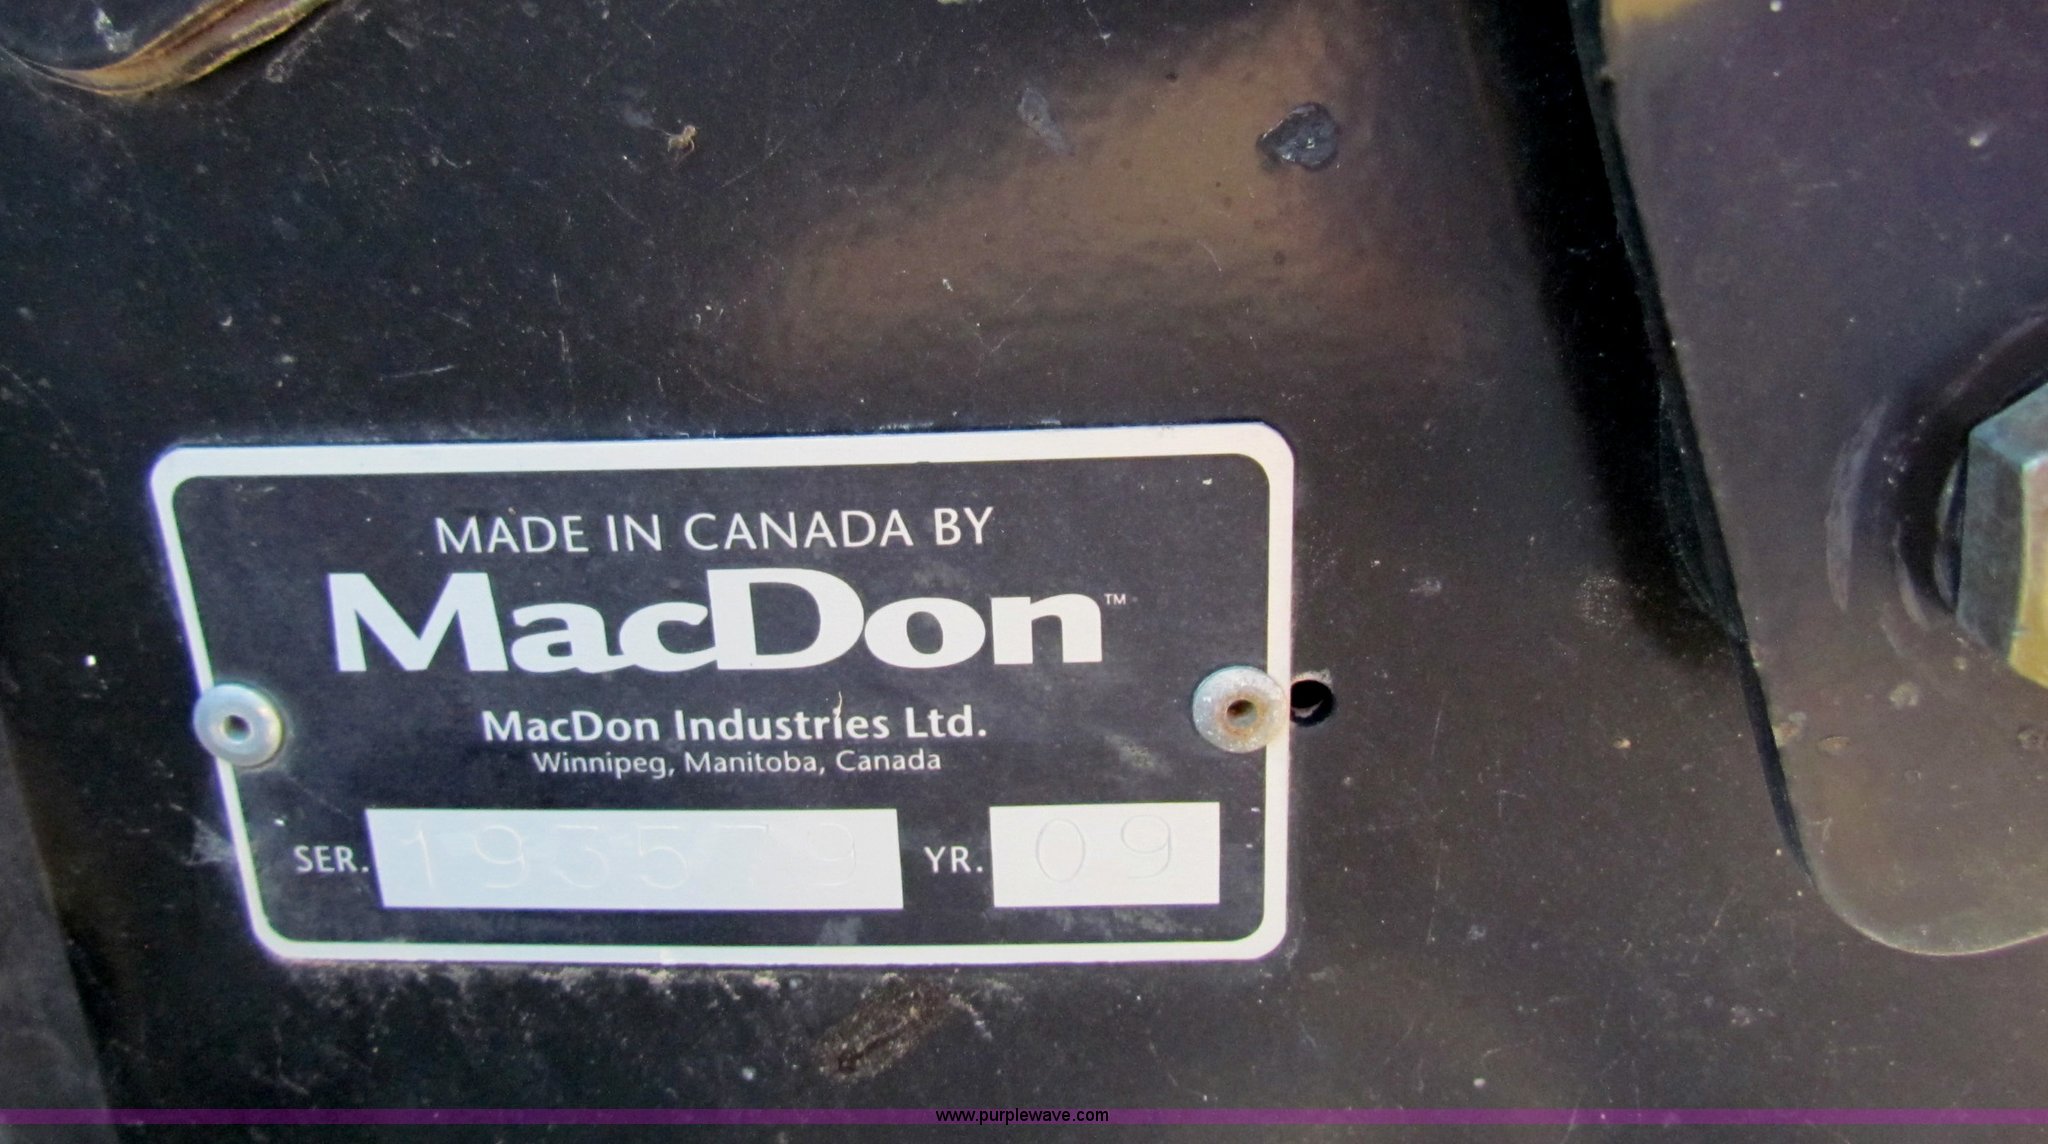 MADE IN CANADA BY
MacDon™
MacDon Industries Ltd.
Winnipeg, Manitoba, Canada
SER. 193579 YR. 09
www.purplewave.com